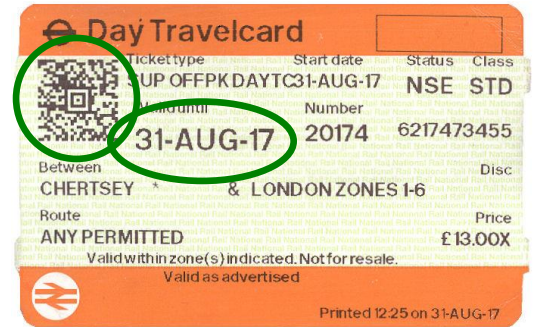 Day Travelcard
Ticket type Start date Status Class
SUP OFFPK DAYTC 31-AUG-17 NSE STD
Valid until Number
31-AUG-17 20174 6217473455
Between Disc
CHERTSEY * & LONDON ZONES 1-6
Route Price
ANY PERMITTED £13.00X
Valid within zone(s) indicated. Not for resale.
Valid as advertised
Printed 12:25 on 31-AUG-17